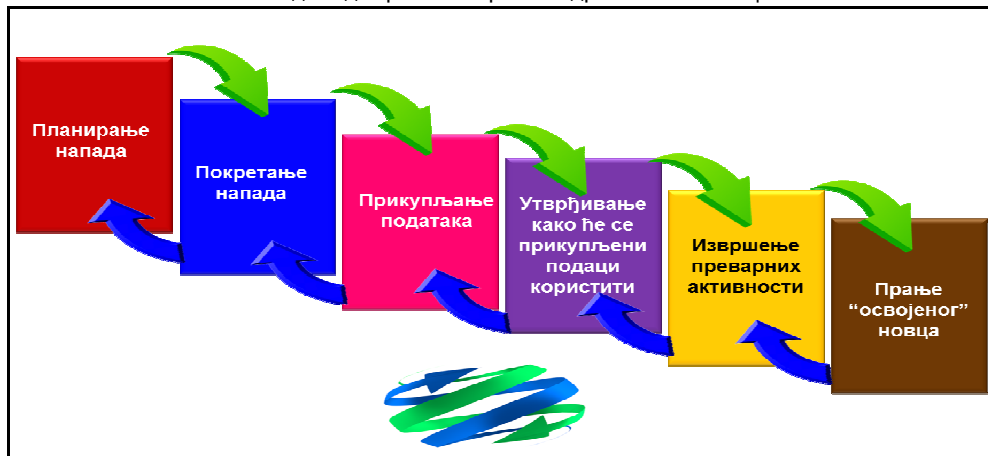 Планирање
напада
Покретање
напада
Прикупљање
података
Утврђивање
како ће се
прикупљени
подаци
користити
Извршење
преварних
активности
Прање
“освојеног”
новца